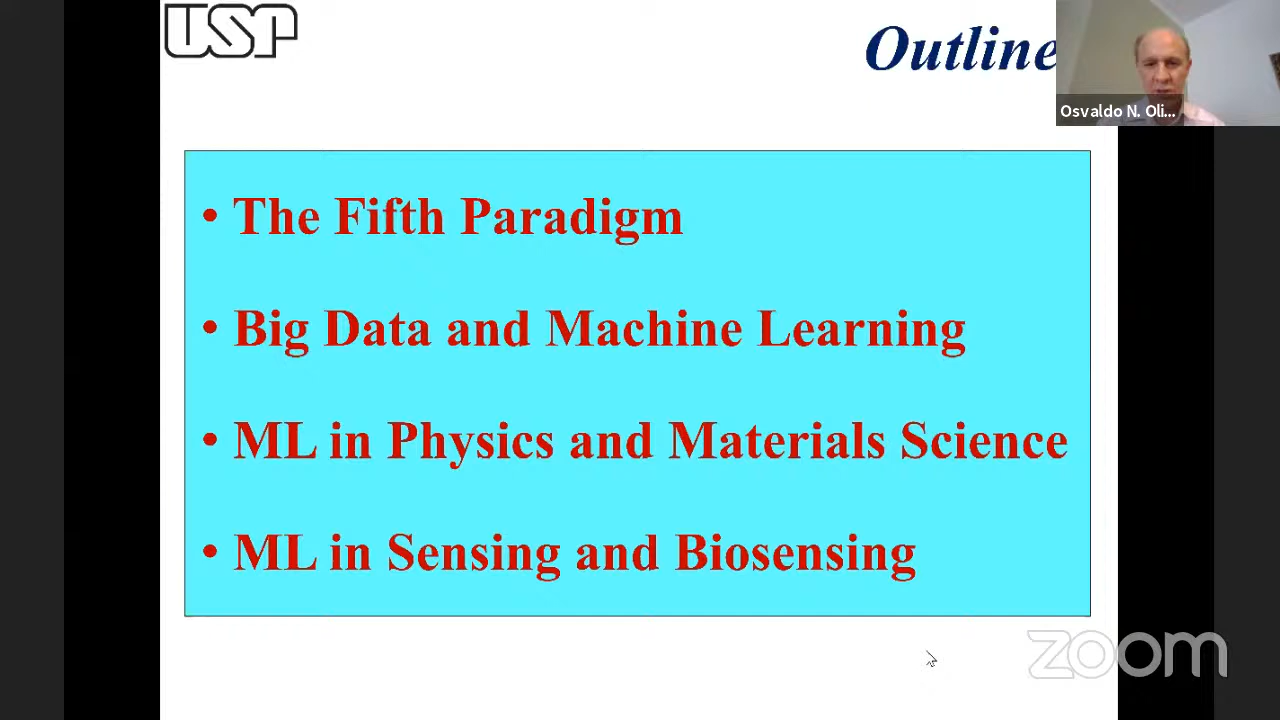 USP
Outline
Osvaldo N. Oli...
• The Fifth Paradigm
• Big Data and Machine Learning
• ML in Physics and Materials Science
• ML in Sensing and Biosensing
zoom